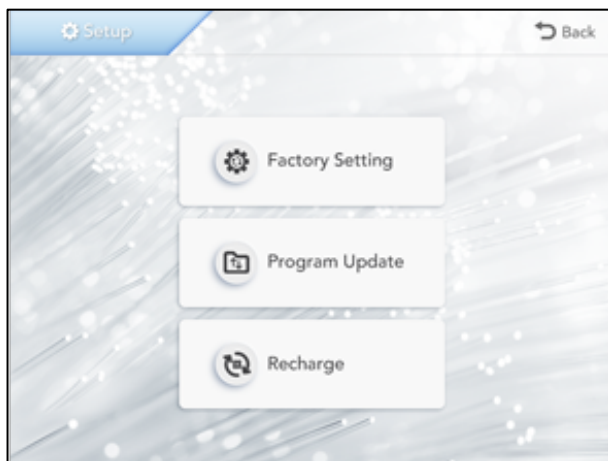 Setup
Back
Factory Setting
Program Update
Recharge